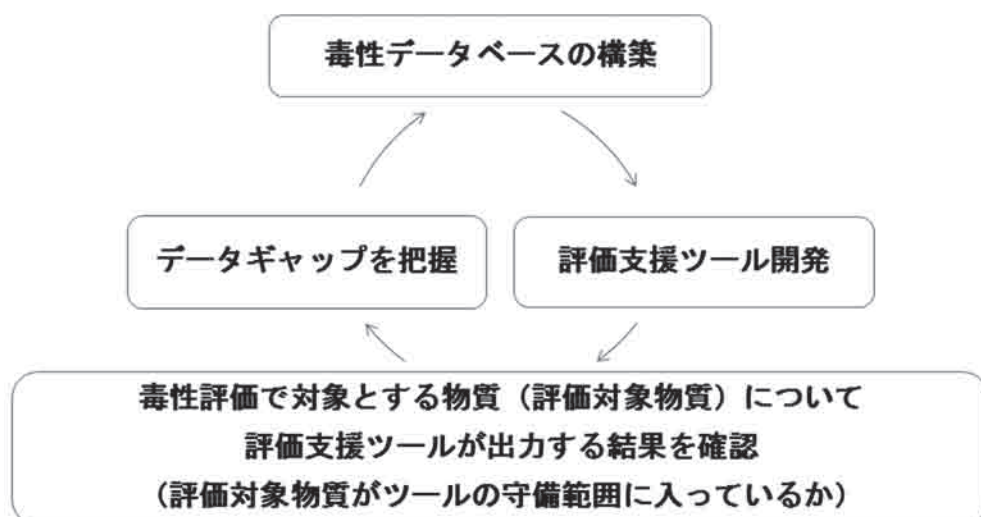 毒性データベースの構築
データギャップを把握
評価支援ツール開発
毒性評価で対象とする物質（評価対象物質）について
評価支援ツールが出力する結果を確認
（評価対象物質がツールの守備範囲に入っているか）